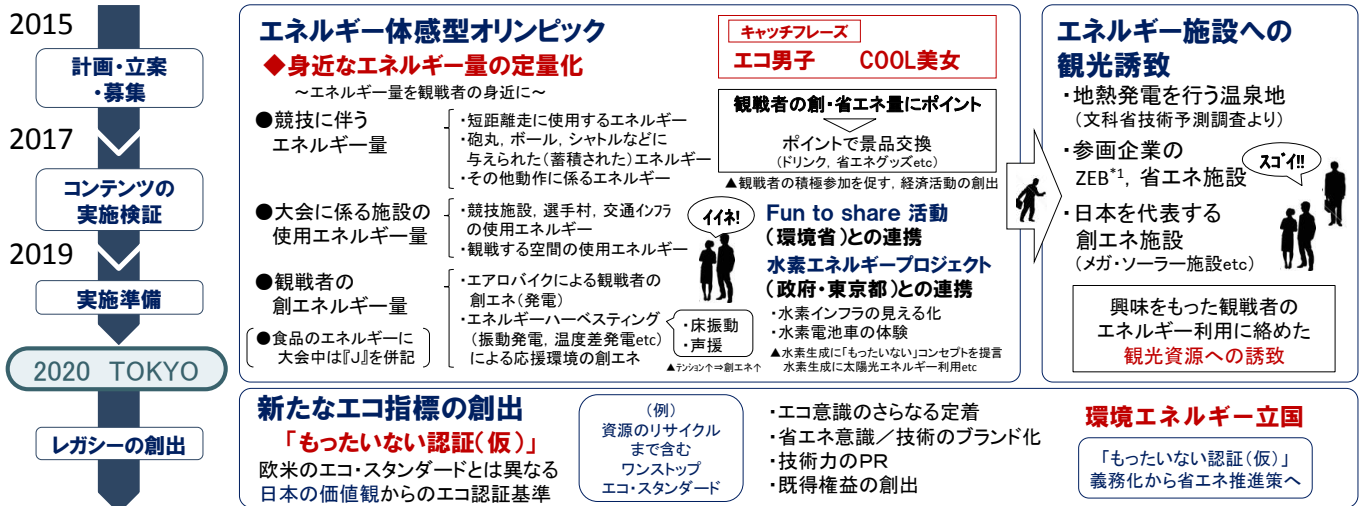 2015
計画・立案
・募集
2017
コンテンツの
実施検証
2019
実施準備
2020 TOKYO
レガシーの創出
エネルギー体感型オリンピック
◆身近なエネルギー量の定量化
～エネルギー量を観戦者の身近に～
●競技に伴う
エネルギー量
・短距離走に使用するエネルギー
・砲丸, ボール, シャトルなどに
与えられた(蓄積された)エネルギー
・その他動作に係るエネルギー
●大会に係る施設の
使用エネルギー量
・競技施設, 選手村, 交通インフラ
の使用エネルギー
・観戦する空間の使用エネルギー
●観戦者の
創エネルギー量
・エアロバイクによる観戦者の
創エネ(発電)
・エネルギーハーベスティング
(振動発電, 温度差発電etc)
による応援環境の創エネ
●食品のエネルギーに
大会中は『J』を併記
・床振動
・声援
▲テンション↑⇒創エネ↑
キャッチフレーズ
エコ男子 COOL美女
観戦者の創・省エネ量にポイント
ポイントで景品交換
(ドリンク, 省エネグッズetc)
▲観戦者の積極参加を促す, 経済活動の創出
イイネ!
Fun to share 活動
(環境省)との連携
水素エネルギープロジェクト
(政府・東京都)との連携
・水素インフラの見える化
・水素電池車の体験
▲水素生成に「もったいない」コンセプトを提言
水素生成に太陽光エネルギー利用etc
エネルギー施設への
観光誘致
・地熱発電を行う温泉地
(文科省技術予測調査より)
・参画企業の
ZEB*1, 省エネ施設
スゴイ!!
・日本を代表する
創エネ施設
(メガ・ソーラー施設etc)
興味をもった観戦者の
エネルギー利用に絡めた
観光資源への誘致
新たなエコ指標の創出
「もったいない認証(仮)」
欧米のエコ・スタンダードとは異なる
日本の価値観からのエコ認証基準
(例)
資源のリサイクル
まで含む
ワンストップ
エコ・スタンダード
・エコ意識のさらなる定着
・省エネ意識／技術のブランド化
・技術力のPR
・既得権益の創出
環境エネルギー立国
「もったいない認証(仮)」
義務化から省エネ推進策へ